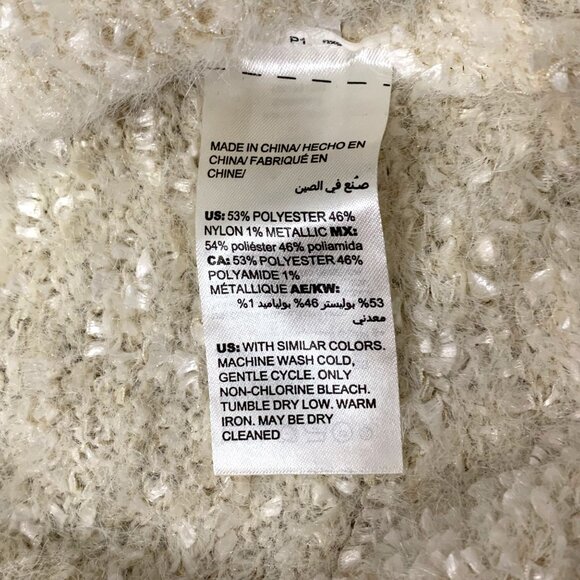 P1
MADE IN CHINA/ HECHO EN
CHINA/ FABRIQUÉ EN
CHINE/
صنع في الصين
US: 53% POLYESTER 46%
NYLON 1% METALLIC MX:
54% poliéster 46% poliamida
CA: 53% POLYESTER 46%
POLYAMIDE 1%
MÉTALLIQUE AE/KW:
53% بوليستر 46% بولياميد 1%
معدني
US: WITH SIMILAR COLORS.
MACHINE WASH COLD,
GENTLE CYCLE. ONLY
NON-CHLORINE BLEACH.
TUMBLE DRY LOW. WARM
IRON. MAY BE DRY
CLEANED